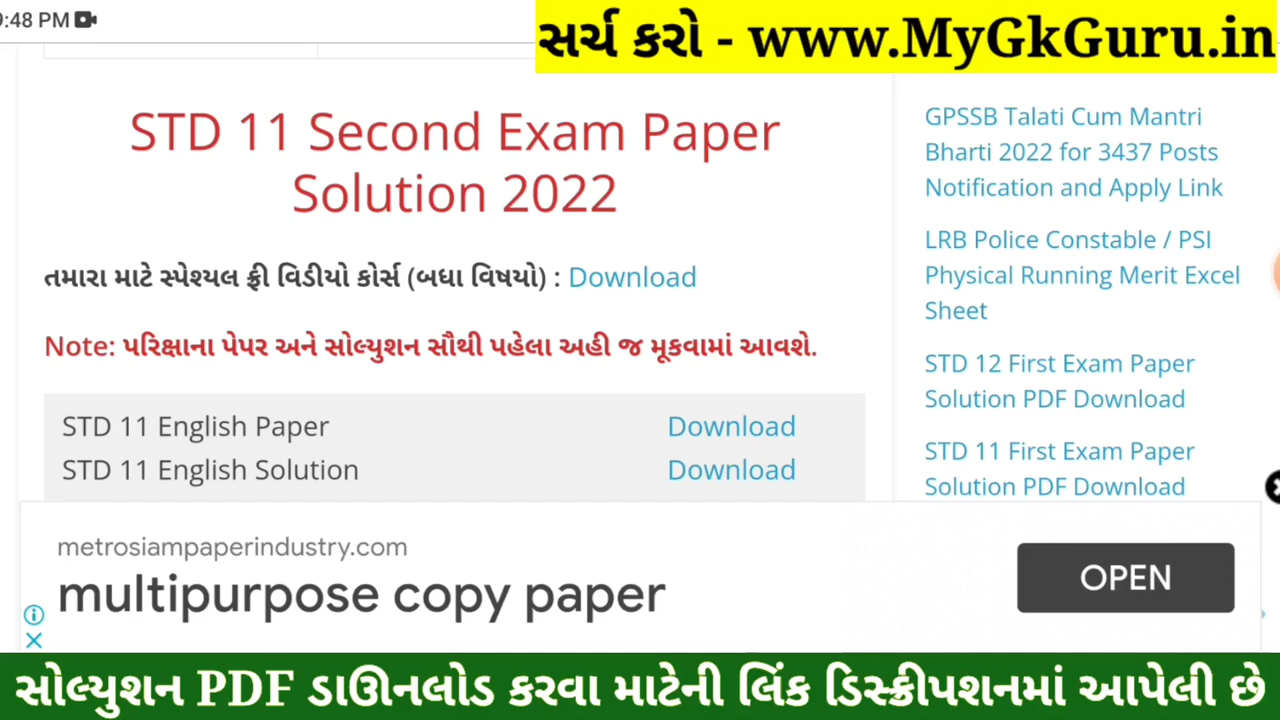 9:48 PM
સર્ચ કરો - www.MyGkGuru.in
STD 11 Second Exam Paper
Solution 2022
તમારા માટે સ્પેશ્યલ ફ્રી વિડીયો કોર્સ (બધા વિષયો) : Download
Note: પરિક્ષાના પેપર અને સોલ્યુશન સૌથી પહેલા અહી જ મૂકવામાં આવશે.
STD 11 English Paper Download
STD 11 English Solution Download
GPSSB Talati Cum Mantri
Bharti 2022 for 3437 Posts
Notification and Apply Link
LRB Police Constable / PSI
Physical Running Merit Excel
Sheet
STD 12 First Exam Paper
Solution PDF Download
STD 11 First Exam Paper
Solution PDF Download
metrosiampaperindustry.com
multipurpose copy paper
OPEN
સોલ્યુશન PDF ડાઊનલોડ કરવા માટેની લિંક ડિસ્ક્રીપશનમાં આપેલી છે